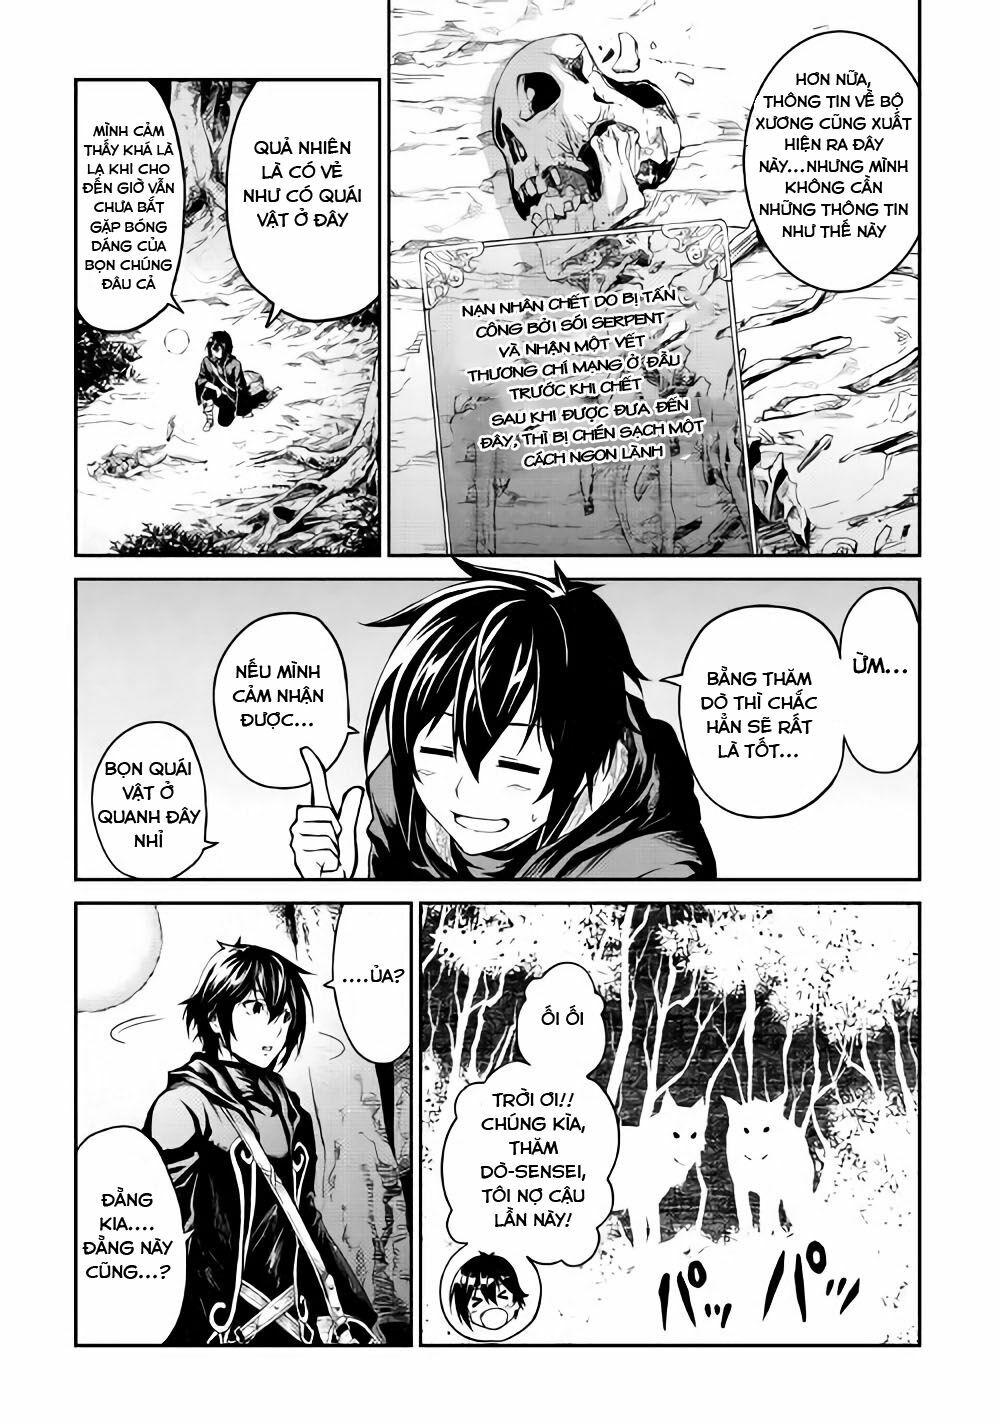 HƠN NỮA,
THÔNG TIN VỀ BỘ
XƯƠNG CŨNG XUẤT
HIỆN RA ĐÂY
NÀY...NHƯNG MÌNH
KHÔNG CẦN
NHỮNG THÔNG TIN
NHƯ THẾ NÀY
NẠN NHÂN CHẾT DO BỊ TẤN
CÔNG BỞI SÓI SERPENT
VÀ NHẬN MỘT VẾT
THƯƠNG CHÍ MẠNG Ở ĐẦU
TRƯỚC KHI CHẾT
SAU KHI ĐƯỢC ĐƯA ĐẾN
ĐÂY, THÌ BỊ CHÉN SẠCH MỘT
CÁCH NGON LÀNH
QUẢ NHIÊN
LÀ CÓ VẺ
NHƯ CÓ QUÁI
VẬT Ở ĐÂY
MÌNH CẢM
THẤY KHÁ LÀ
LẠ KHI CHO
ĐẾN GIỜ VẪN
CHƯA BẮT
GẶP BÓNG
DÁNG CỦA
BỌN CHÚNG
ĐÂU CẢ
ỪM...
BẰNG THĂM
DÒ THÌ CHẮC
HẲN SẼ RẤT
LÀ TỐT...
NẾU MÌNH
CẢM NHẬN
ĐƯỢC...
BỌN QUÁI
VẬT Ở
QUANH ĐÂY
NHỈ
ỐI ỐI
TRỜI ƠI!!
CHÚNG KÌA,
THĂM
DÒ-SENSEI,
TÔI NỢ CẬU
LẦN NÀY!
パッ
パッ
....ỦA?
ĐẰNG
KIA....
ĐẰNG NÀY
CŨNG...?